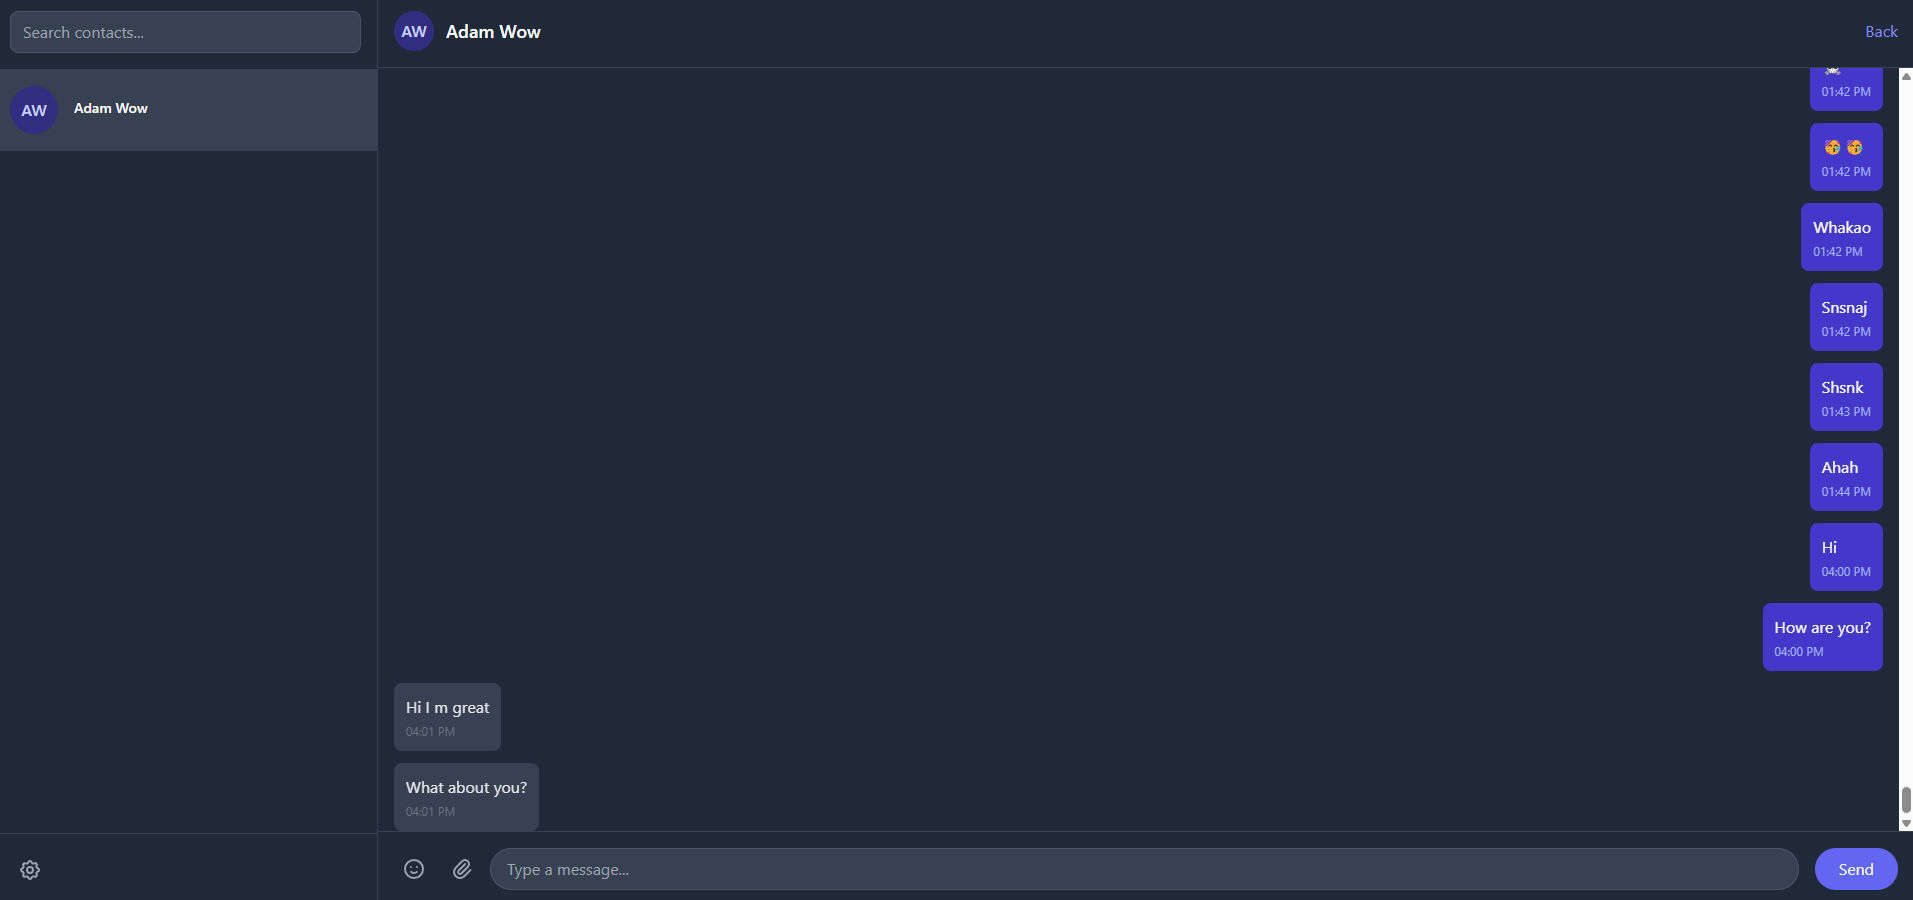 Search contacts...
AW
Adam Wow
AW
Adam Wow
Back
01:42 PM
🥳 🥳
01:42 PM
Whakao
01:42 PM
Snsnaj
01:42 PM
Shsnk
01:43 PM
Ahah
01:44 PM
Hi
04:00 PM
How are you?
04:00 PM
Hi I m great
04:01 PM
What about you?
04:01 PM
Type a message...
Send